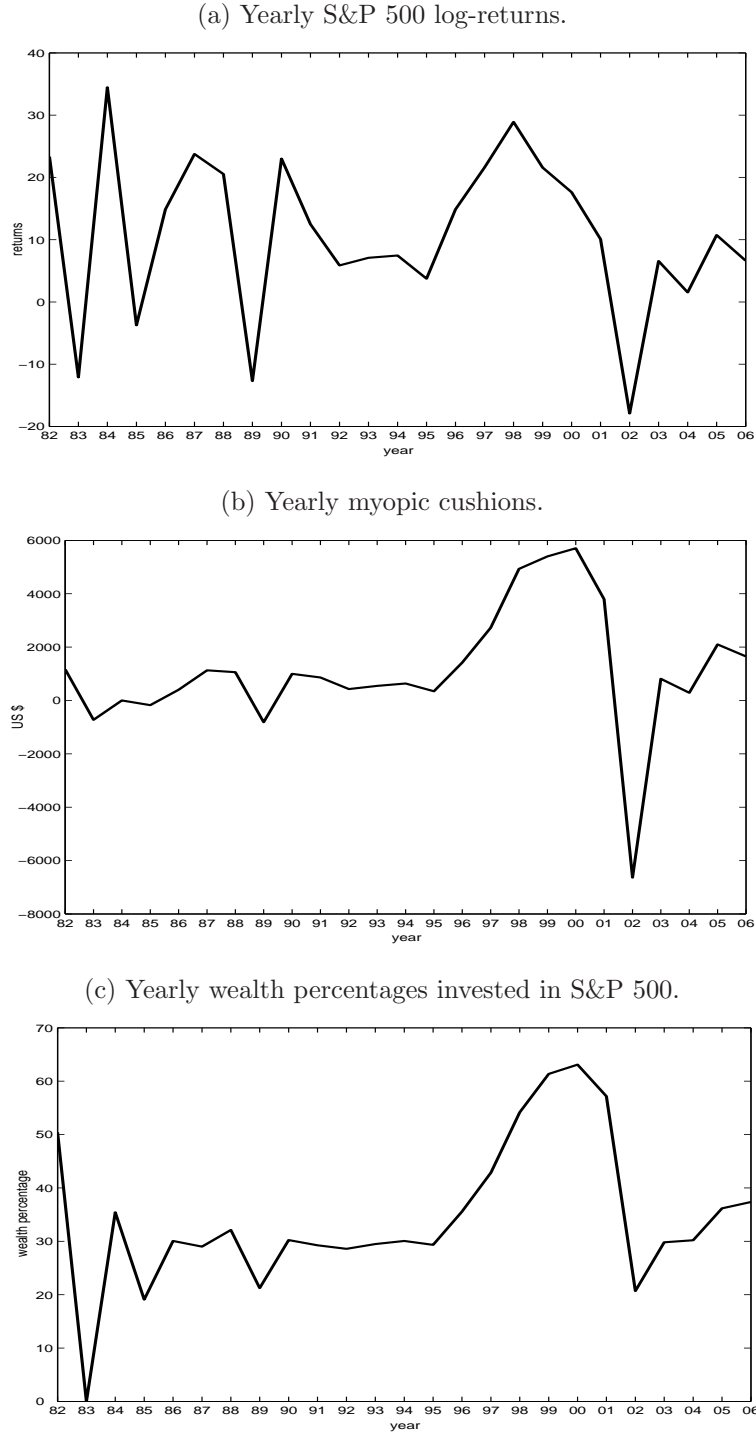 (a) Yearly S&P 500 log-returns.
40
30
20
10
0
−10
−20
returns
82 83 84 85 86 87 88 89 90 91 92 93 94 95 96 97 98 99 00 01 02 03 04 05 06
year
(b) Yearly myopic cushions.
6000
4000
2000
0
−2000
−4000
−6000
−8000
US $
82 83 84 85 86 87 88 89 90 91 92 93 94 95 96 97 98 99 00 01 02 03 04 05 06
year
(c) Yearly wealth percentages invested in S&P 500.
70
60
50
40
30
20
10
0
wealth percentage
82 83 84 85 86 87 88 89 90 91 92 93 94 95 96 97 98 99 00 01 02 03 04 05 06
year